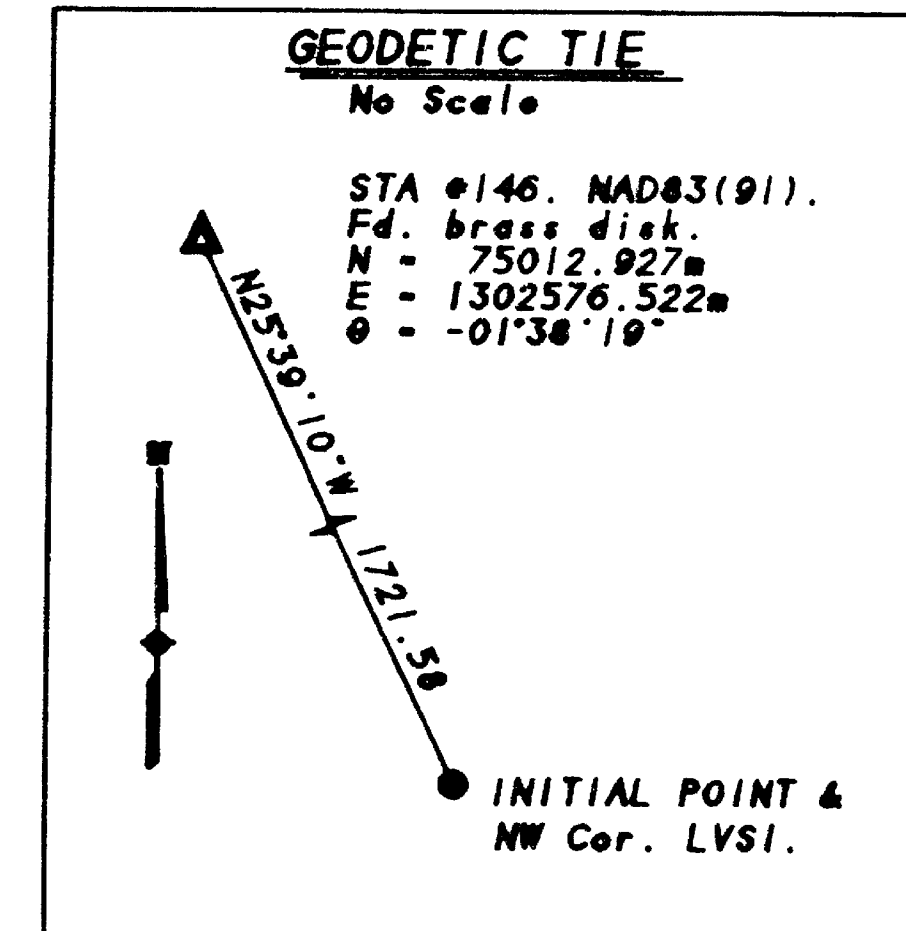 GEODETIC TIE
No Scale
STA #146. NAD83(91).
Fd. brass disk.
N = 75012.927m
E = 1302576.522m
θ = -01°38'19"
N25°39'10"W 1721.58
N
INITIAL POINT &
NW Cor. LVSI.